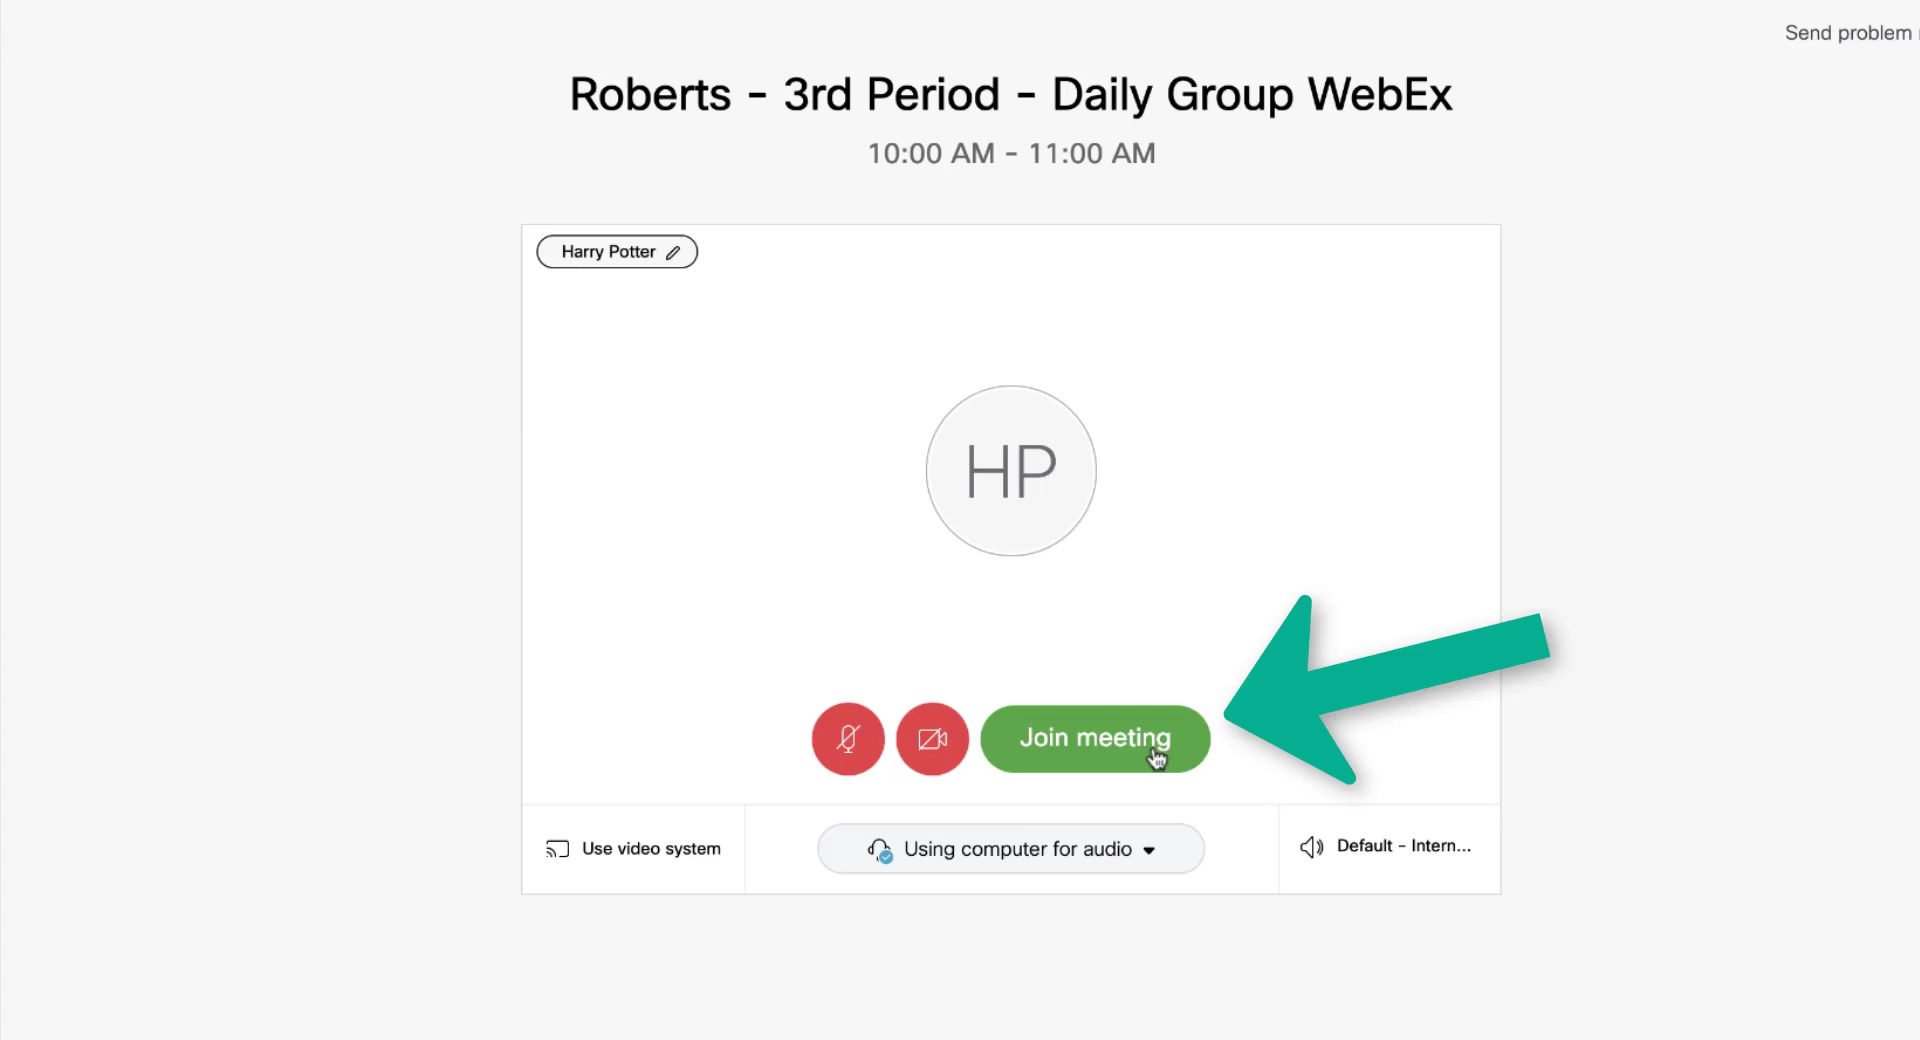 Send problem
Roberts - 3rd Period - Daily Group WebEx
10:00 AM - 11:00 AM
Harry Potter
HP
Join meeting
Use video system
Using computer for audio
Default - Intern...